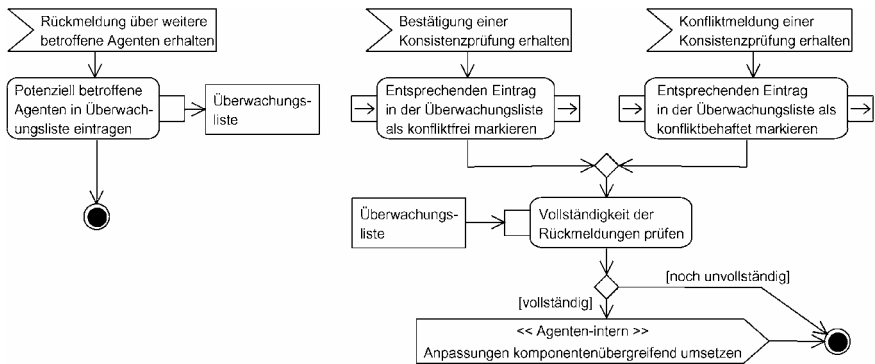 Rückmeldung über weitere
betroffene Agenten erhalten
Potenziell betroffene
Agenten in Überwach-
ungsliste eintragen
Überwachungs-
liste
Bestätigung einer
Konsistenzprüfung erhalten
Konfliktmeldung einer
Konsistenzprüfung erhalten
Entsprechenden Eintrag
in der Überwachungsliste
als konfliktfrei markieren
Entsprechenden Eintrag
in der Überwachungsliste als
konfliktbehaftet markieren
Überwachungs-
liste
Vollständigkeit der
Rückmeldungen prüfen
[noch unvollständig]
[vollständig]
<< Agenten-intern >>
Anpassungen komponentenübergreifend umsetzen